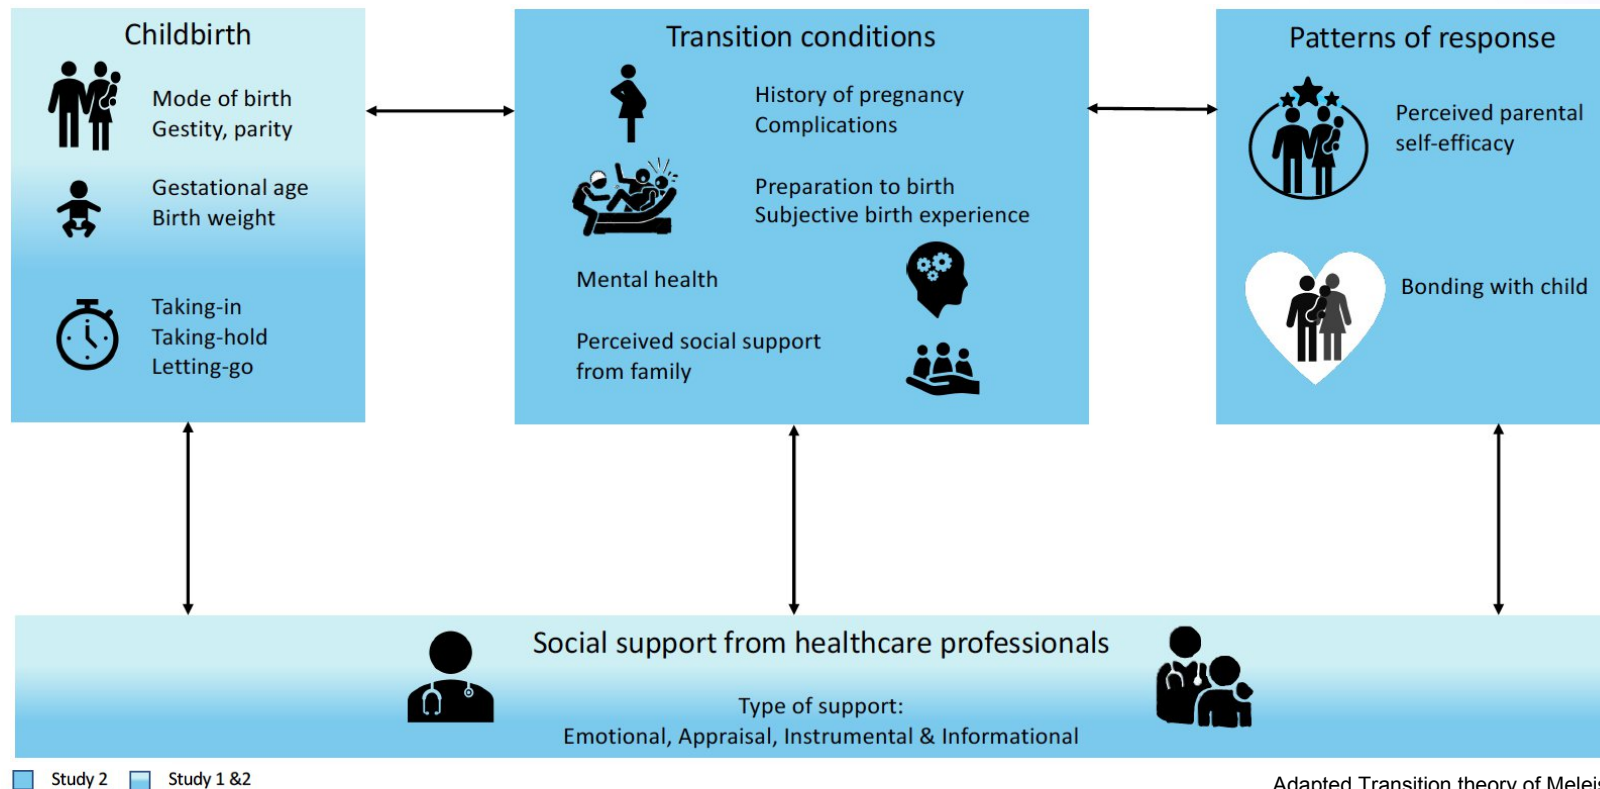 Childbirth
Mode of birth
Gestity, parity
Gestational age
Birth weight
Taking-in
Taking-hold
Letting-go
Transition conditions
History of pregnancy
Complications
Preparation to birth
Subjective birth experience
Mental health
Perceived social support
from family
Patterns of response
Perceived parental
self-efficacy
Bonding with child
Social support from healthcare professionals
Type of support:
Emotional, Appraisal, Instrumental & Informational
Study 2
Study 1 &2
Adapted Transition theory of Meleis